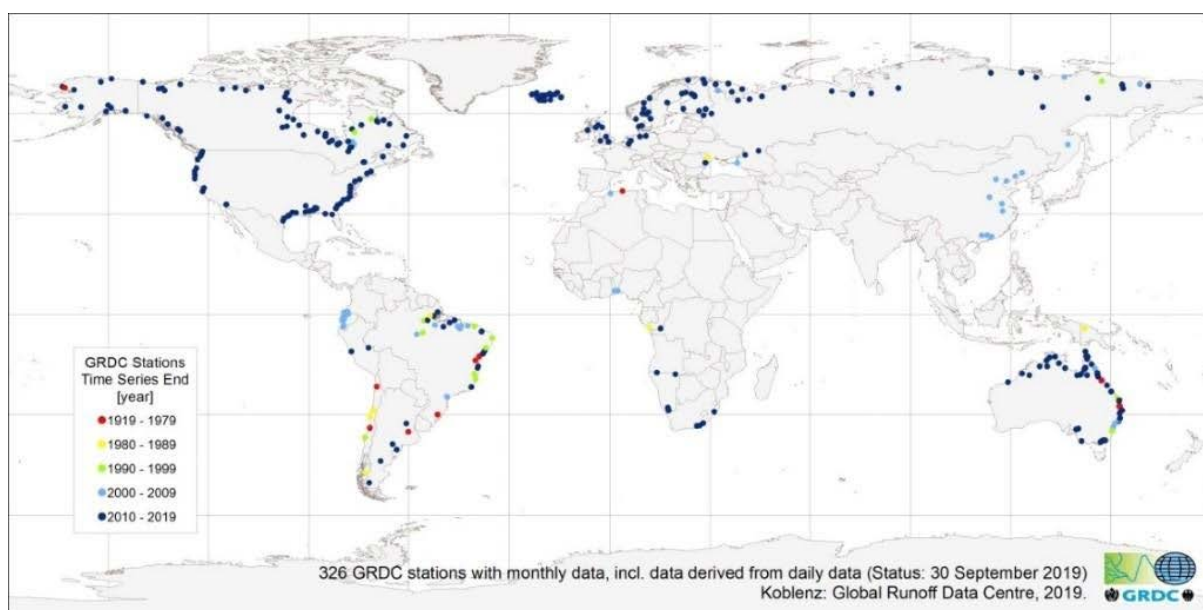 GRDC Stations
Time Series End
[year]
1919 - 1979
1980 - 1989
1990 - 1999
2000 - 2009
2010 - 2019
326 GRDC stations with monthly data, incl. data derived from daily data (Status: 30 September 2019)
Koblenz: Global Runoff Data Centre, 2019.
GRDC